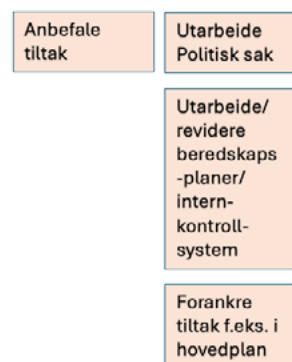 Anbefale
tiltak
Utarbeide
Politisk sak
Utarbeide/
revidere
beredskaps
-planer/
intern-
kontroll-
system
Forankre
tiltak f.eks. i
hovedplan